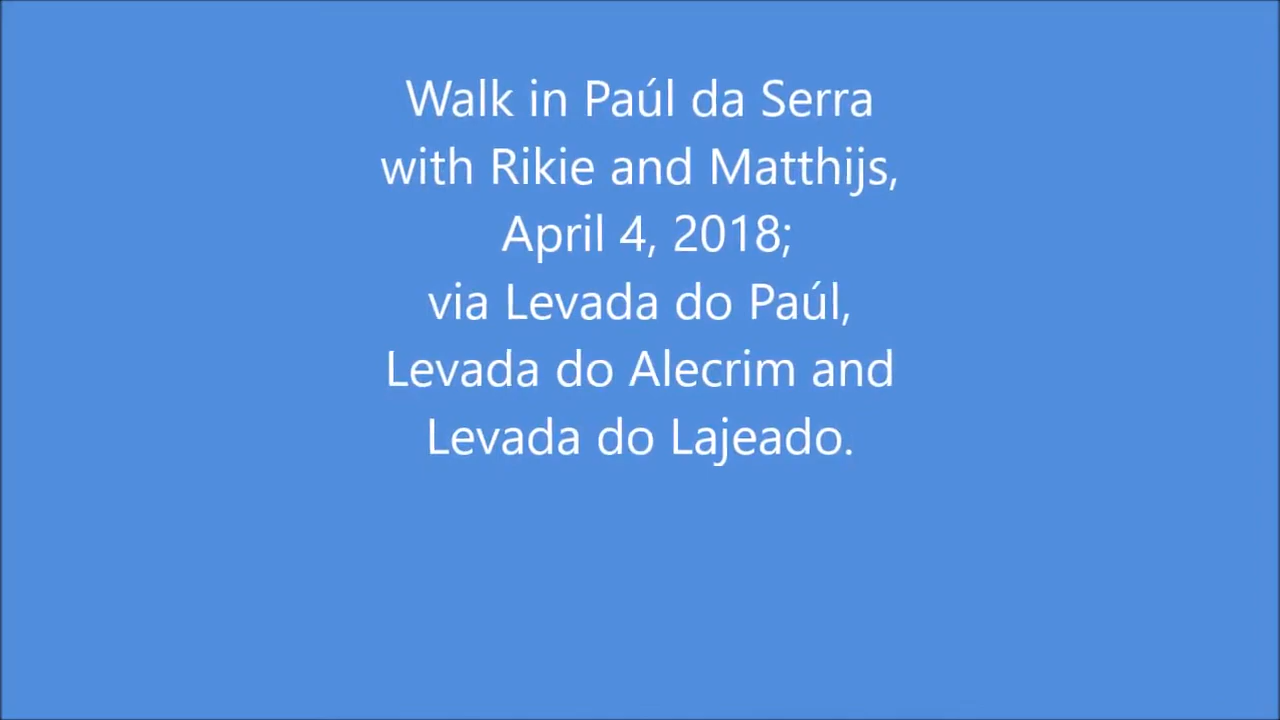 Walk in Paúl da Serra
with Rikie and Matthijs,
April 4, 2018;
via Levada do Paúl,
Levada do Alecrim and
Levada do Lajeado.